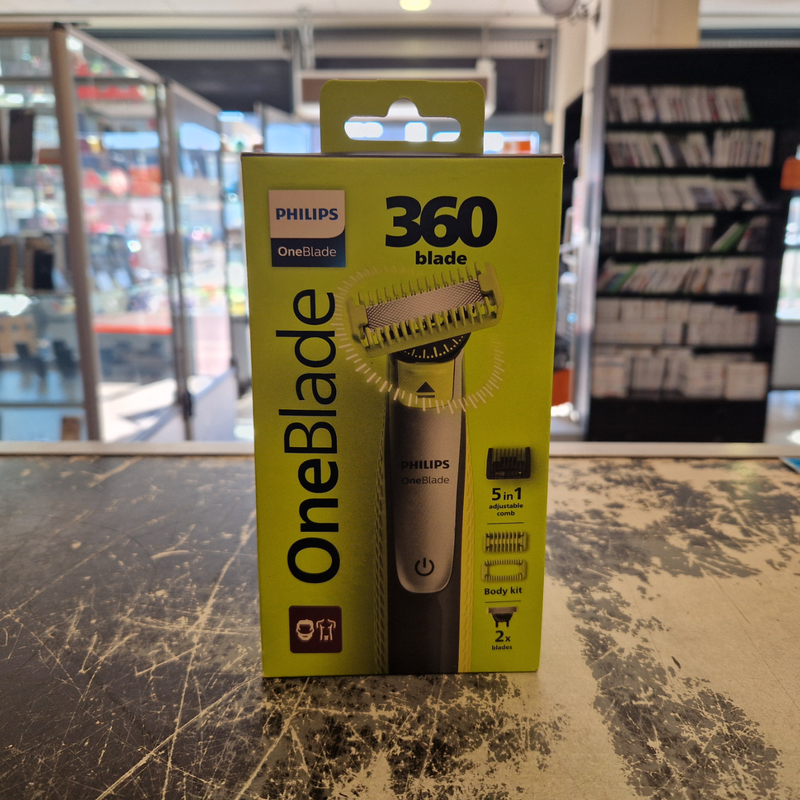 PHILIPS
OneBlade
360
blade
OneBlade
PHILIPS
OneBlade
5 in 1
adjustable
comb
Body kit
2x
blades